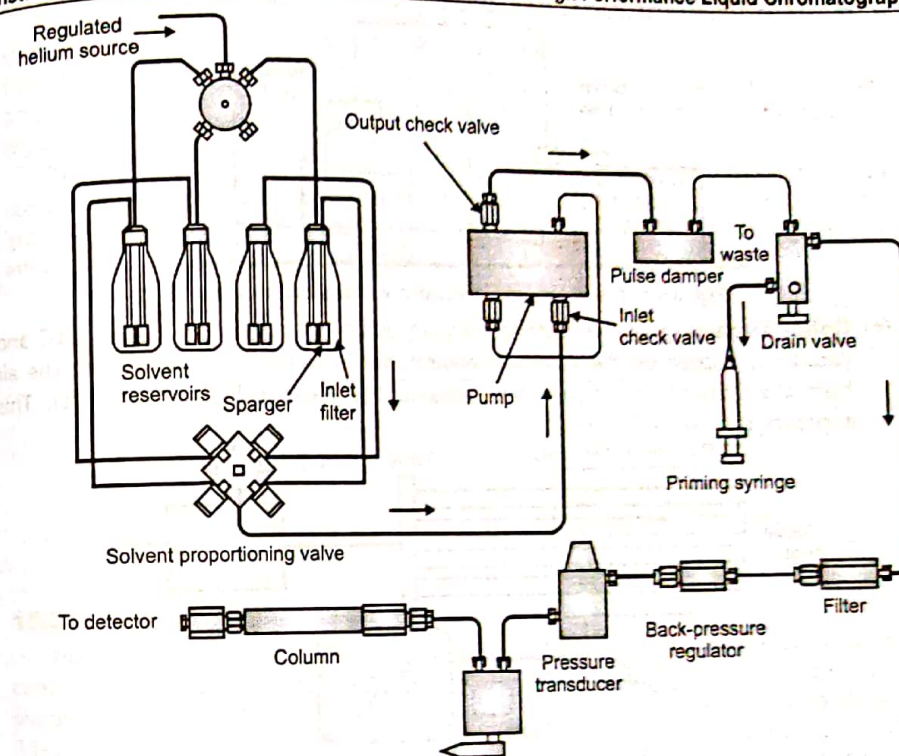 Performance Liquid Chromatograp
Regulated
helium source
Output check valve
To
waste
Pulse damper
Inlet
check valve
Drain valve
Solvent
reservoirs
Sparger
Inlet
filter
Pump
Priming syringe
Solvent proportioning valve
To detector
Column
Pressure
transducer
Back-pressure
regulator
Filter